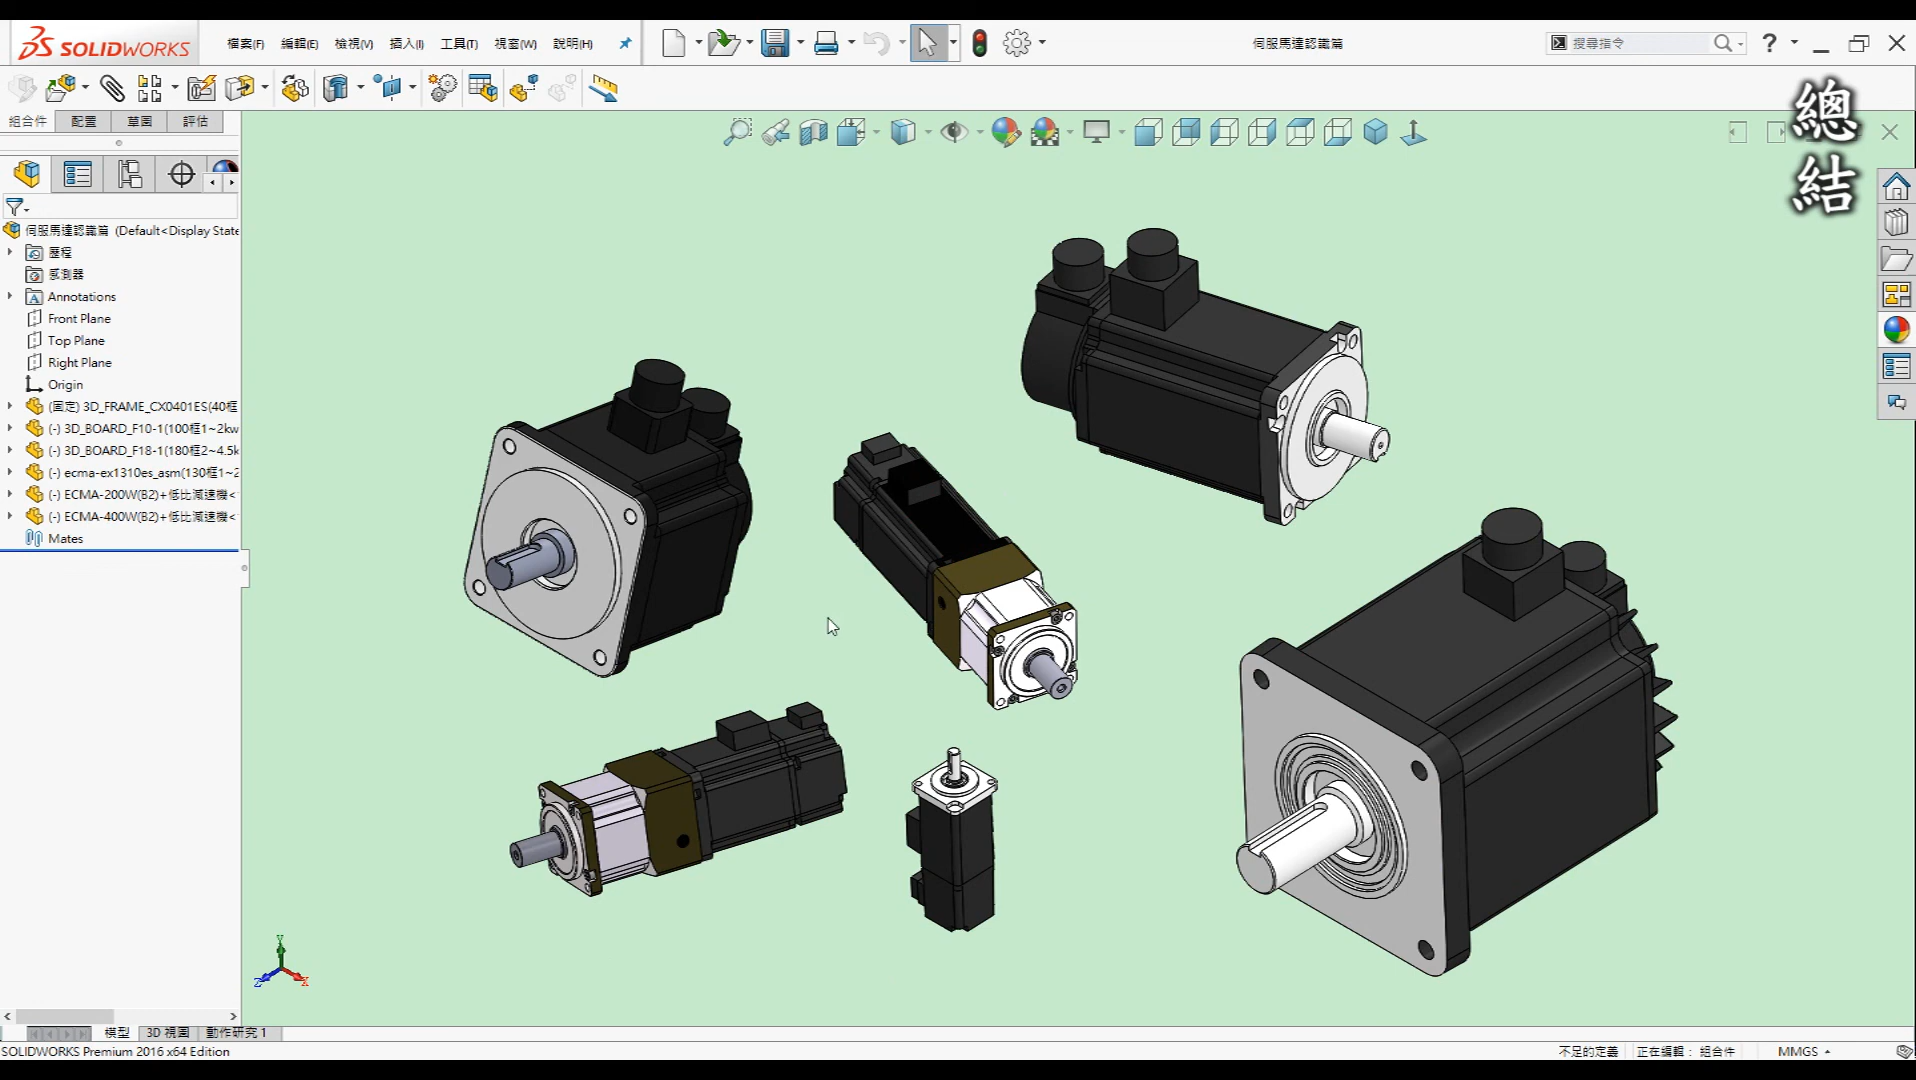 SOLIDWORKS
檔案(F)
編輯(E)
檢視(V)
插入(I)
工具(T)
視窗(W)
說明(H)
伺服馬達認識篇
搜尋指令
?
組合件
配置
草圖
評估
總結
伺服馬達認識篇 (Default<Display State
歷程
感測器
Annotations
Front Plane
Top Plane
Right Plane
Origin
(固定) 3D_FRAME_CX0401ES(40框
(-) 3D_BOARD_F10-1(100框1~2kw
(-) 3D_BOARD_F18-1(180框2~4.5k
(-) ecma-ex1310es_asm(130框1~2
(-) ECMA-200W(B2)+低比減速機<
(-) ECMA-400W(B2)+低比減速機<
Mates
Y
Z
X
模型
3D 視圖
動作研究 1
SOLIDWORKS Premium 2016 x64 Edition
不足的定義
正在編輯： 組合件
MMGS